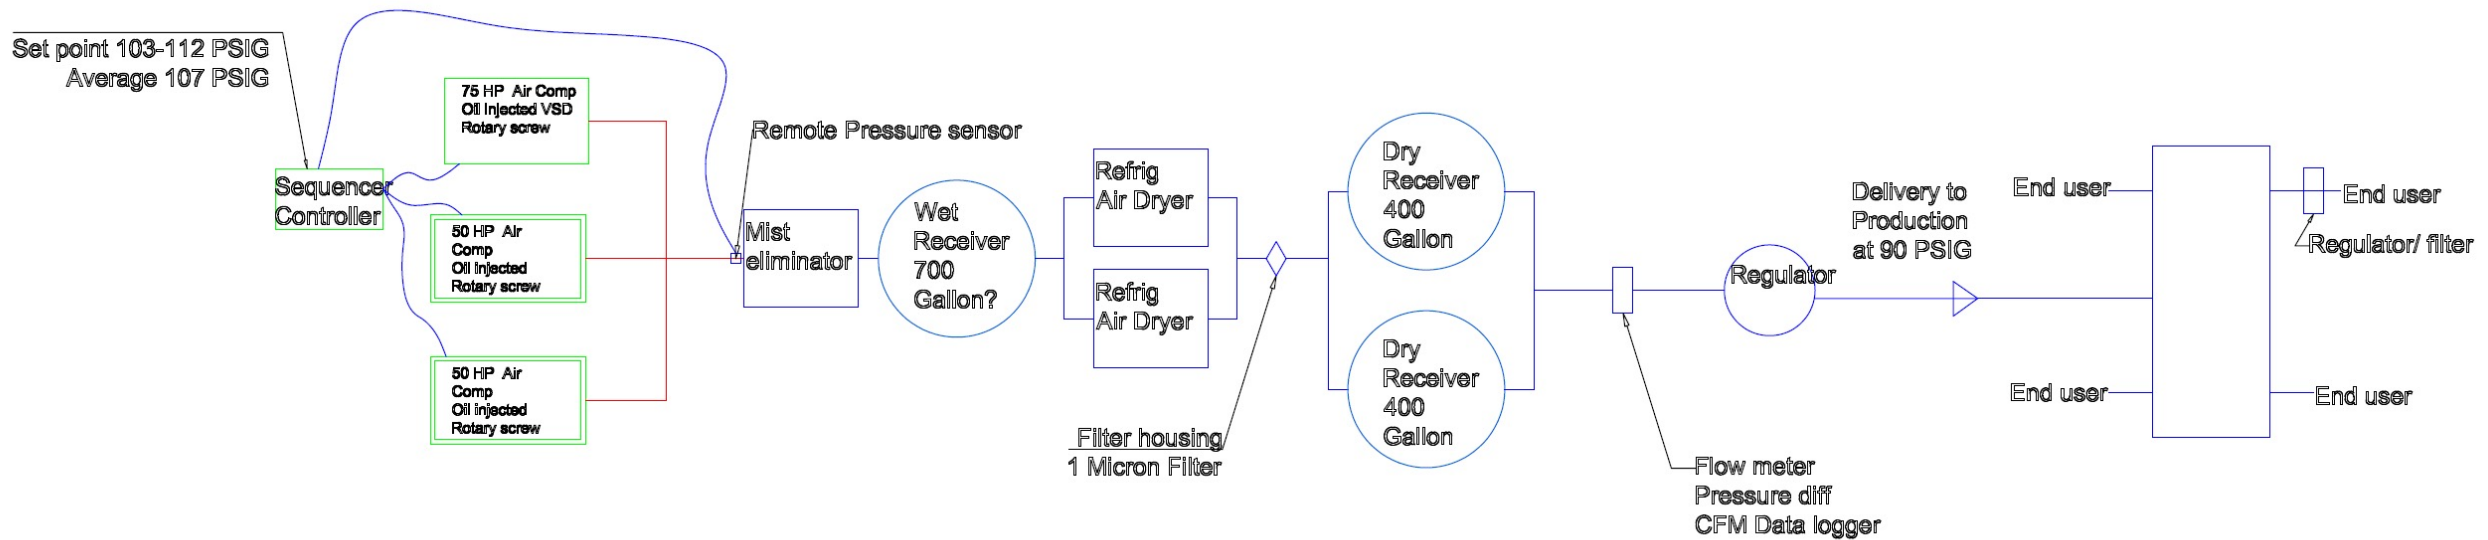 Set point 103-112 PSIG
Average 107 PSIG
Sequencer
Controller
75 HP Air Comp
Oil Injected VSD
Rotary screw
50 HP Air
Comp
Oil injected
Rotary screw
50 HP Air
Comp
Oil injected
Rotary screw
Remote Pressure sensor
Mist
eliminator
Wet
Receiver
700
Gallon?
Refrig
Air Dryer
Refrig
Air Dryer
Filter housing
1 Micron Filter
Dry
Receiver
400
Gallon
Dry
Receiver
400
Gallon
Flow meter
Pressure diff
CFM Data logger
Regulator
Delivery to
Production
at 90 PSIG
End user
End user
End user
Regulator/ filter
End user